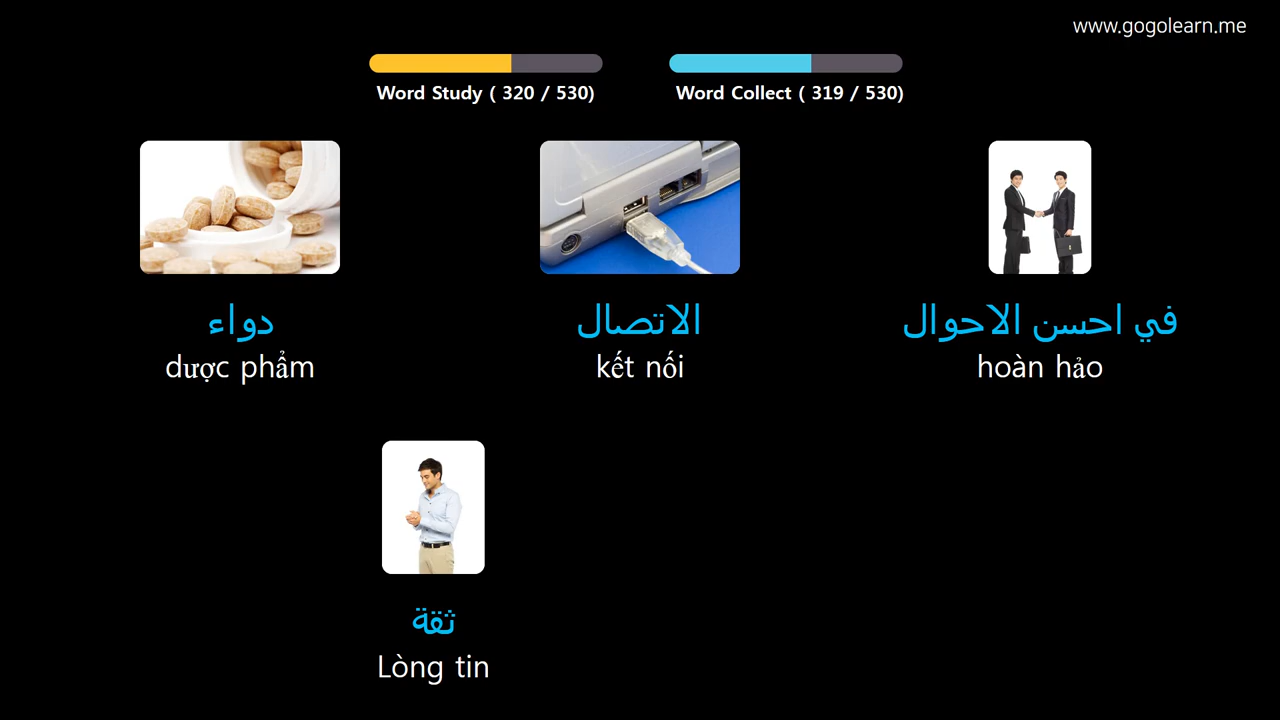 www.gogolearn.me
Word Study ( 320 / 530)
Word Collect ( 319 / 530)
دواء
dược phẩm
الاتصال
kết nối
في احسن الاحوال
hoàn hảo
ثقة
Lòng tin